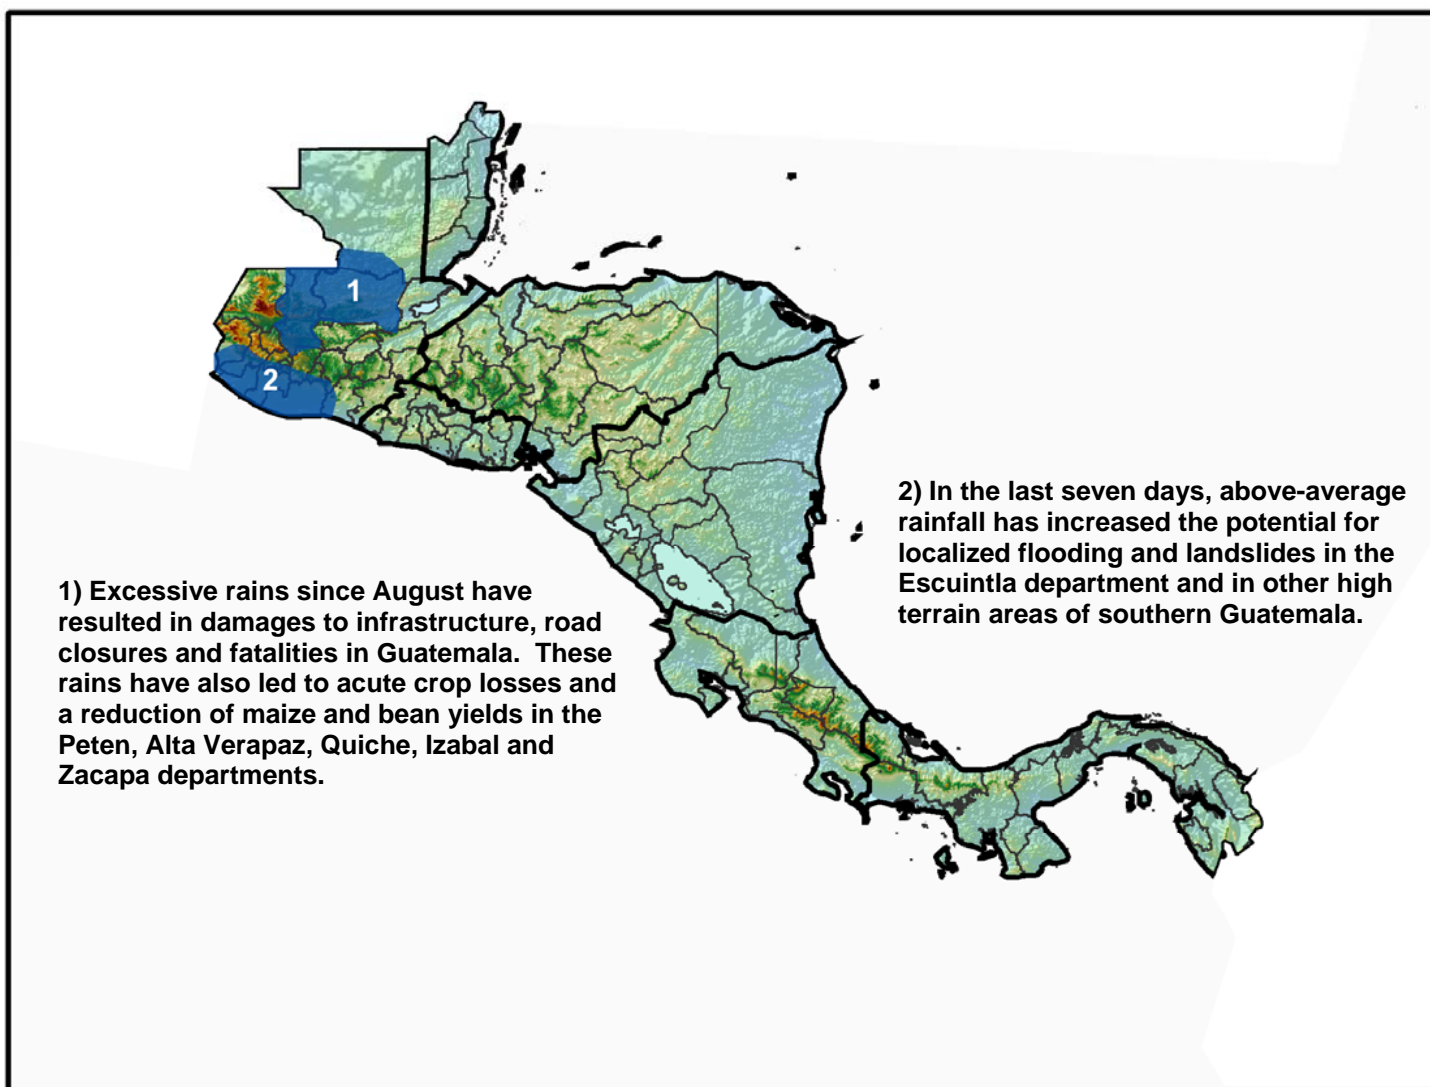 1
2
2) In the last seven days, above-average
rainfall has increased the potential for
localized flooding and landslides in the
Escuintla department and in other high
terrain areas of southern Guatemala.
1) Excessive rains since August have
resulted in damages to infrastructure, road
closures and fatalities in Guatemala.  These
rains have also led to acute crop losses and
a reduction of maize and bean yields in the
Peten, Alta Verapaz, Quiche, Izabal and
Zacapa departments.